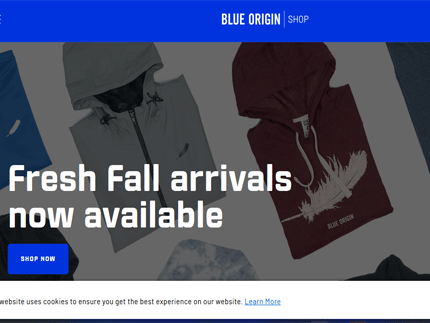 BLUE ORIGIN SHOP
Fresh Fall arrivals
now available
BLUE ORIGIN
SHOP NOW
website uses cookies to ensure you get the best experience on our website. Learn More